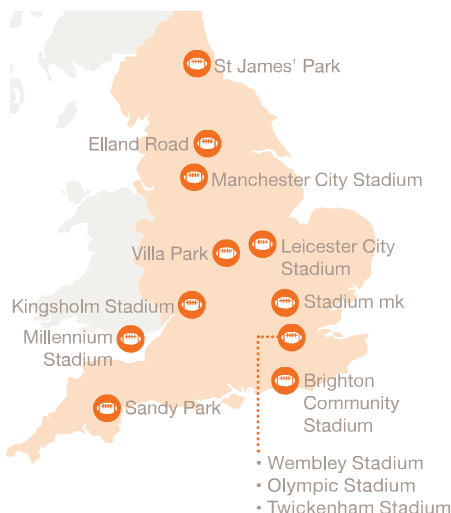 St James' Park
Elland Road
Manchester City Stadium
Villa Park
Leicester City
Stadium
Kingsholm Stadium
Stadium mk
Millennium
Stadium
Sandy Park
Brighton
Community
Stadium
• Wembley Stadium
• Olympic Stadium
• Twickenham Stadium